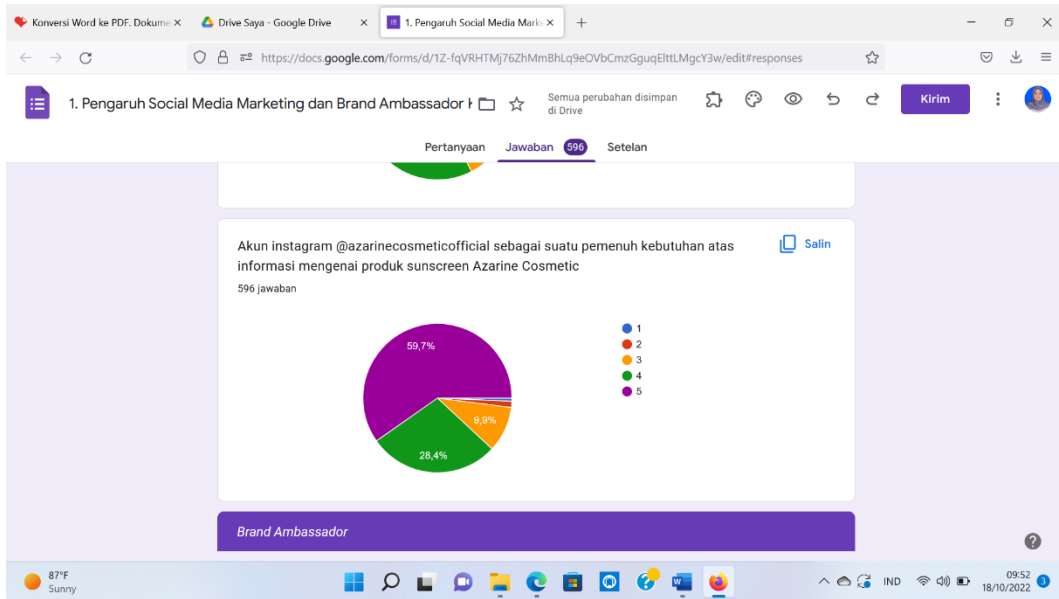 Konversi Word ke PDF. Dokume
Drive Saya - Google Drive
1. Pengaruh Social Media Marke
https://docs.google.com/forms/d/1Z-fqVRHTMj76ZhMmBhLq9eOVbCmzGguqElttLMgcY3w/edit#responses
1. Pengaruh Social Media Marketing dan Brand Ambassador
Semua perubahan disimpan
di Drive
Kirim
Pertanyaan
Jawaban 596
Setelan
Akun instagram @azarinecosmeticofficial sebagai suatu pemenuh kebutuhan atas
informasi mengenai produk sunscreen Azarine Cosmetic
Salin
596 jawaban
59,7%
9,9%
28,4%
1
2
3
4
5
Brand Ambassador
87°F
Sunny
IND
09:52
18/10/2022
3